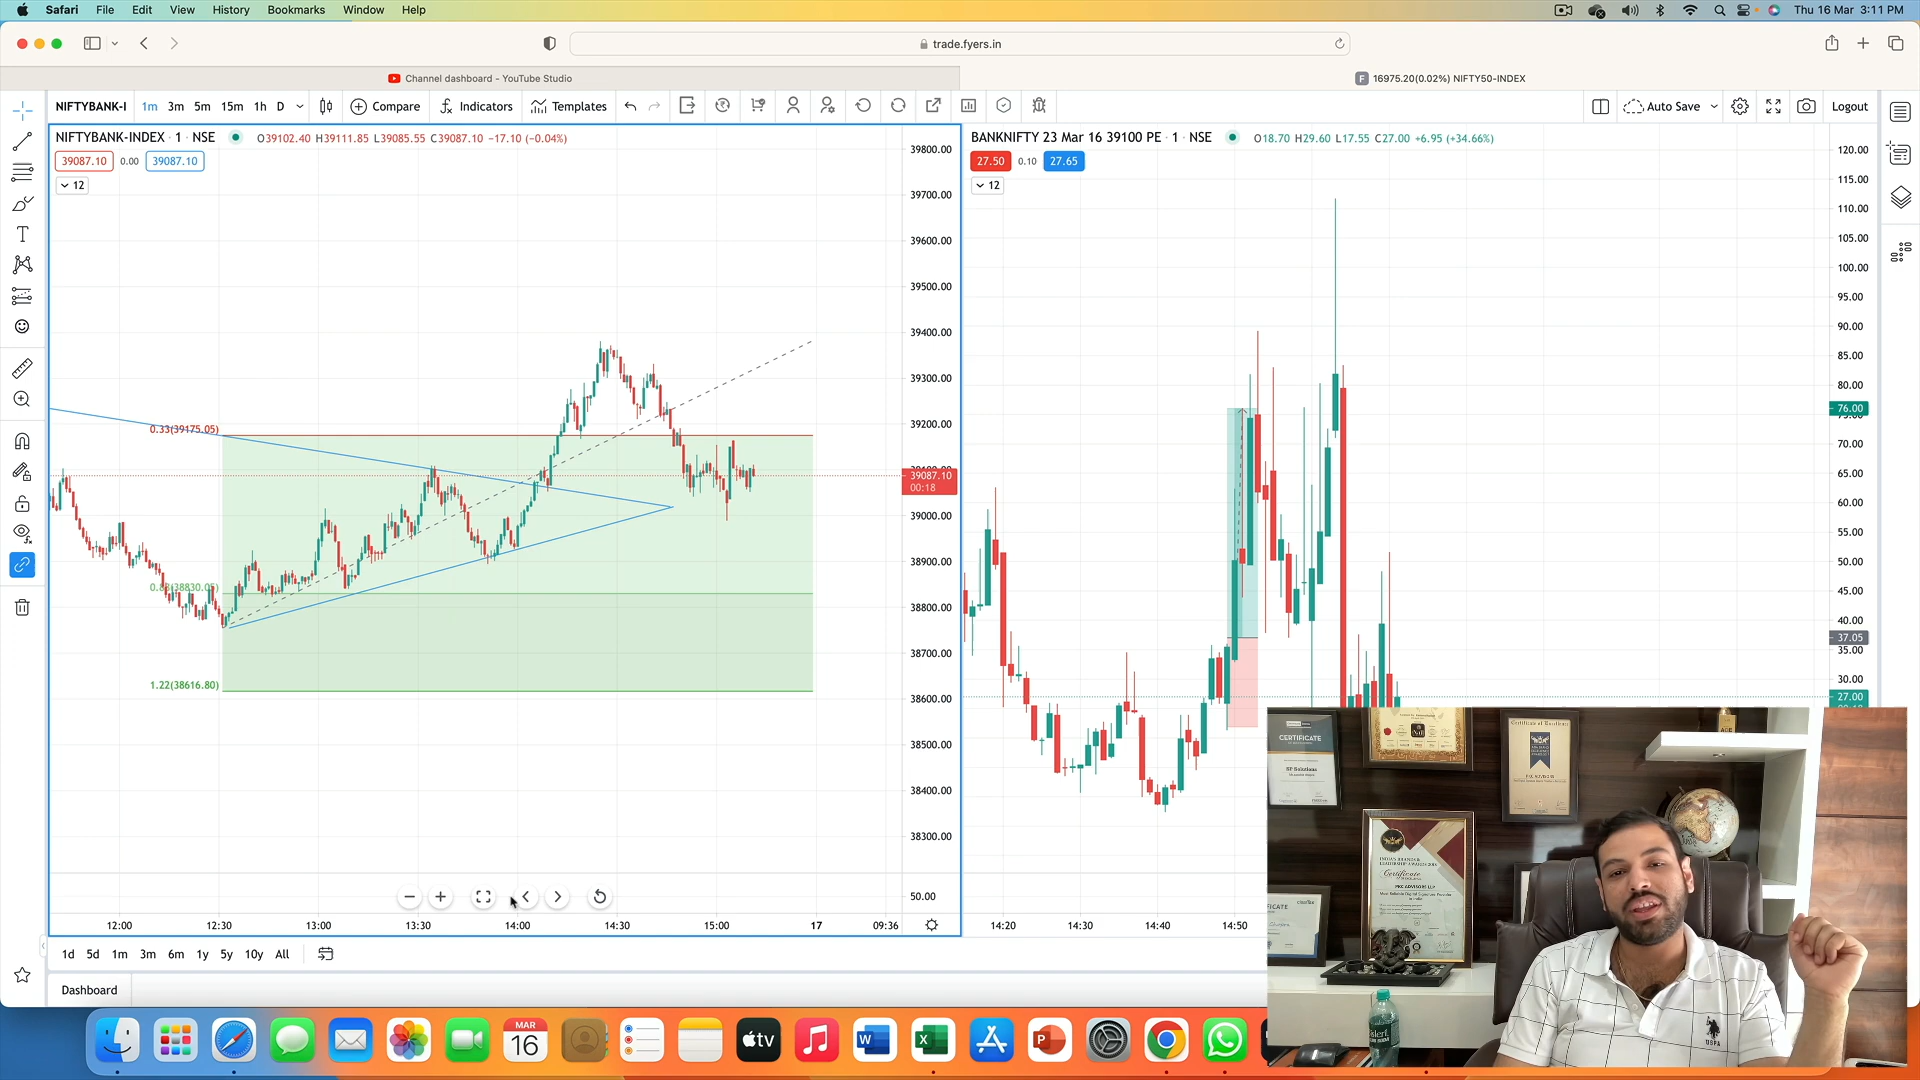 Safari File Edit View History Bookmarks Window Help
Thu 16 Mar 3:11 PM
trade.fyers.in
Channel dashboard - YouTube Studio
F 16975.20(0.02%) NIFTY50-INDEX
NIFTYBANK-I 1m 3m 5m 15m 1h D Compare Indicators Templates
Auto Save Logout
NIFTYBANK-INDEX · 1 · NSE O39102.40 H39111.85 L39085.55 C39087.10 −17.10 (−0.04%)
39087.10 0.00 39087.10
12
39800.00
39700.00
39600.00
39500.00
39400.00
39300.00
39200.00
39087.10
00:18
39000.00
38900.00
38800.00
38700.00
38600.00
38500.00
38400.00
38300.00
50.00
0.33(39175.05)
1.22(38616.80)
12:00 12:30 13:00 13:30 14:00 14:30 15:00 17 09:36
BANKNIFTY 23 Mar 16 39100 PE · 1 · NSE O18.70 H29.60 L17.55 C27.00 +6.95 (+34.66%)
27.50 0.10 27.65
12
120.00
115.00
110.00
105.00
100.00
95.00
90.00
85.00
80.00
76.00
70.00
65.00
60.00
55.00
50.00
45.00
40.00
37.05
35.00
30.00
27.00
14:20 14:30 14:40 14:50
1d 5d 1m 3m 6m 1y 5y 10y All
Dashboard
CERTIFICATE
Certificate
PKC ADVISORS LLP
USPA
MAR
16
tv
W
X
P